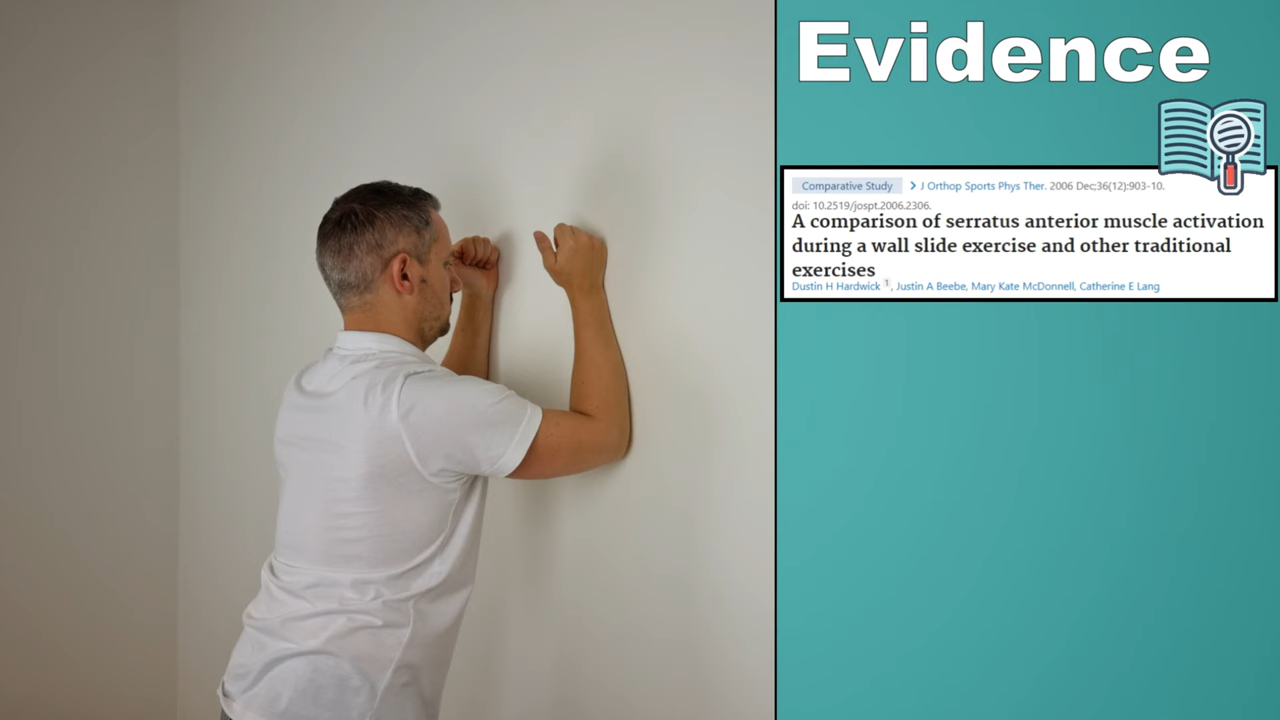 Evidence
Comparative Study > J Orthop Sports Phys Ther. 2006 Dec;36(12):903-10.
doi: 10.2519/jospt.2006.2306.
A comparison of serratus anterior muscle activation
during a wall slide exercise and other traditional
exercises
Dustin H Hardwick 1, Justin A Beebe, Mary Kate McDonnell, Catherine E Lang